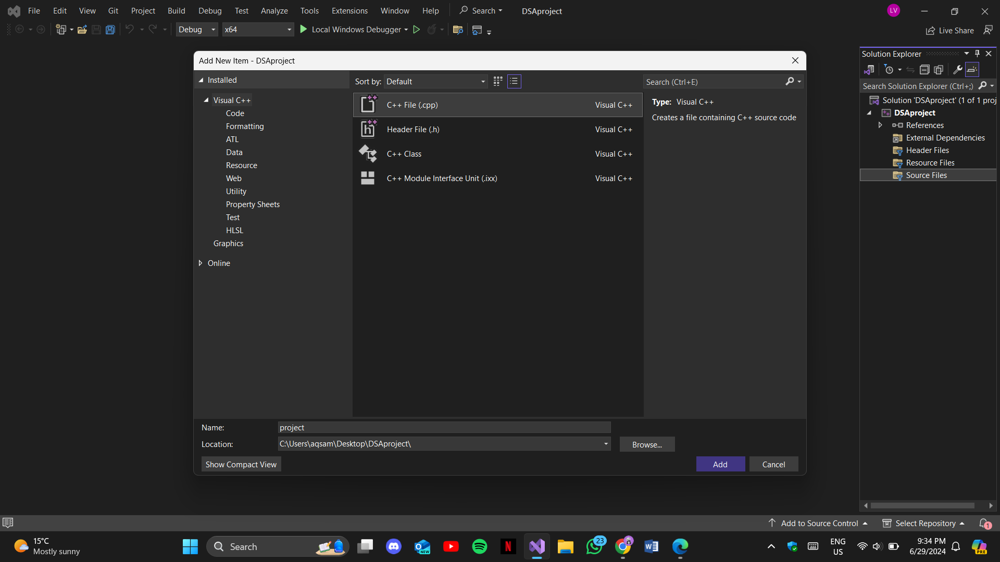 File Edit View Git Project Build Debug Test Analyze Tools Extensions Window Help Search DSAproject LV
Debug x64 Local Windows Debugger Live Share
Add New Item - DSAproject
Installed
Sort by: Default
Search (Ctrl+E)
Visual C++
Code
Formatting
ATL
Data
Resource
Web
Utility
Property Sheets
Test
HLSL
Graphics
Online
C++ File (.cpp) Visual C++
Header File (.h) Visual C++
C++ Class Visual C++
C++ Module Interface Unit (.ixx) Visual C++
Type: Visual C++
Creates a file containing C++ source code
Name: project
Location: C:\Users\aqsam\Desktop\DSAproject\ Browse...
Show Compact View Add Cancel
Solution Explorer
Search Solution Explorer (Ctrl+;)
Solution 'DSAproject' (1 of 1 proj
DSAproject
References
External Dependencies
Header Files
Resource Files
Source Files
Add to Source Control Select Repository 1
15°C
Mostly sunny
Search
NEW
23
ENG
US
9:34 PM
6/29/2024
PRE